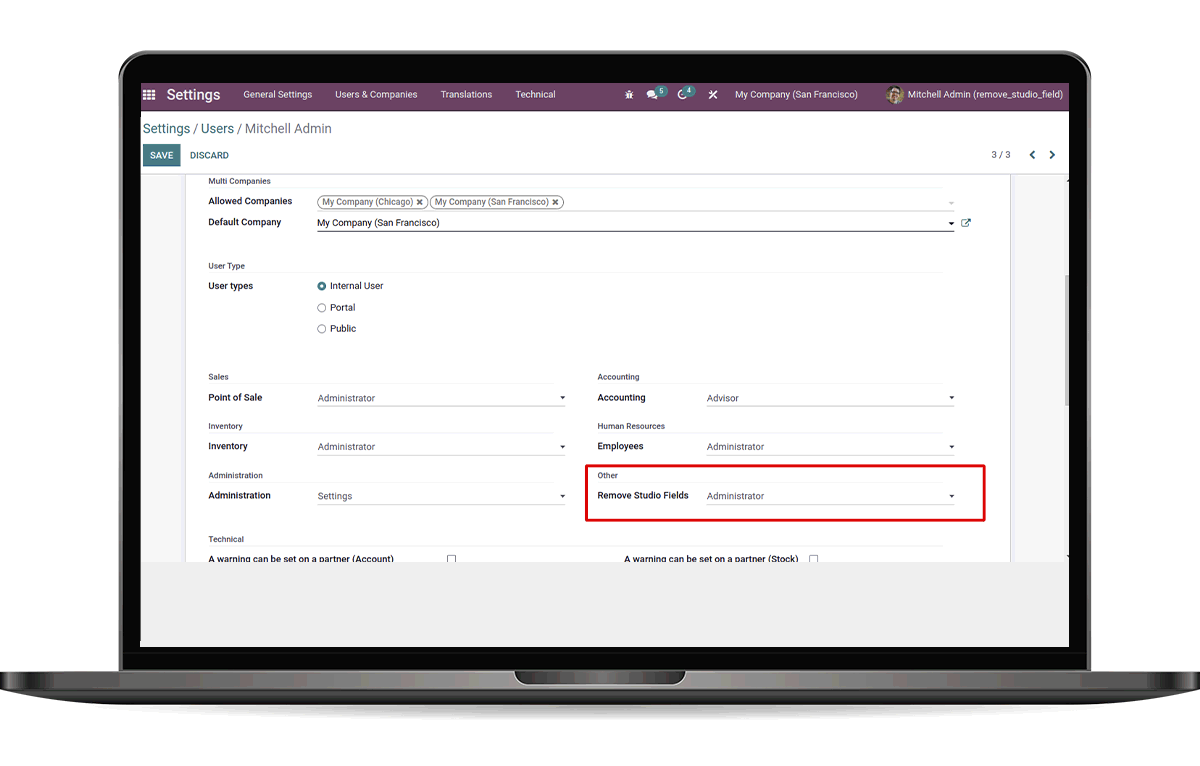 Settings General Settings Users & Companies Translations Technical 5 4 My Company (San Francisco) Mitchell Admin (remove_studio_field)
Settings / Users / Mitchell Admin
SAVE DISCARD 3 / 3
Multi Companies
Allowed Companies My Company (Chicago) My Company (San Francisco)
Default Company My Company (San Francisco)
User Type
User types Internal User
Portal
Public
Sales Accounting
Point of Sale Administrator Accounting Advisor
Inventory Human Resources
Inventory Administrator Employees Administrator
Administration Other
Administration Settings Remove Studio Fields Administrator
Technical
A warning can be set on a partner (Account) A warning can be set on a partner (Stock)